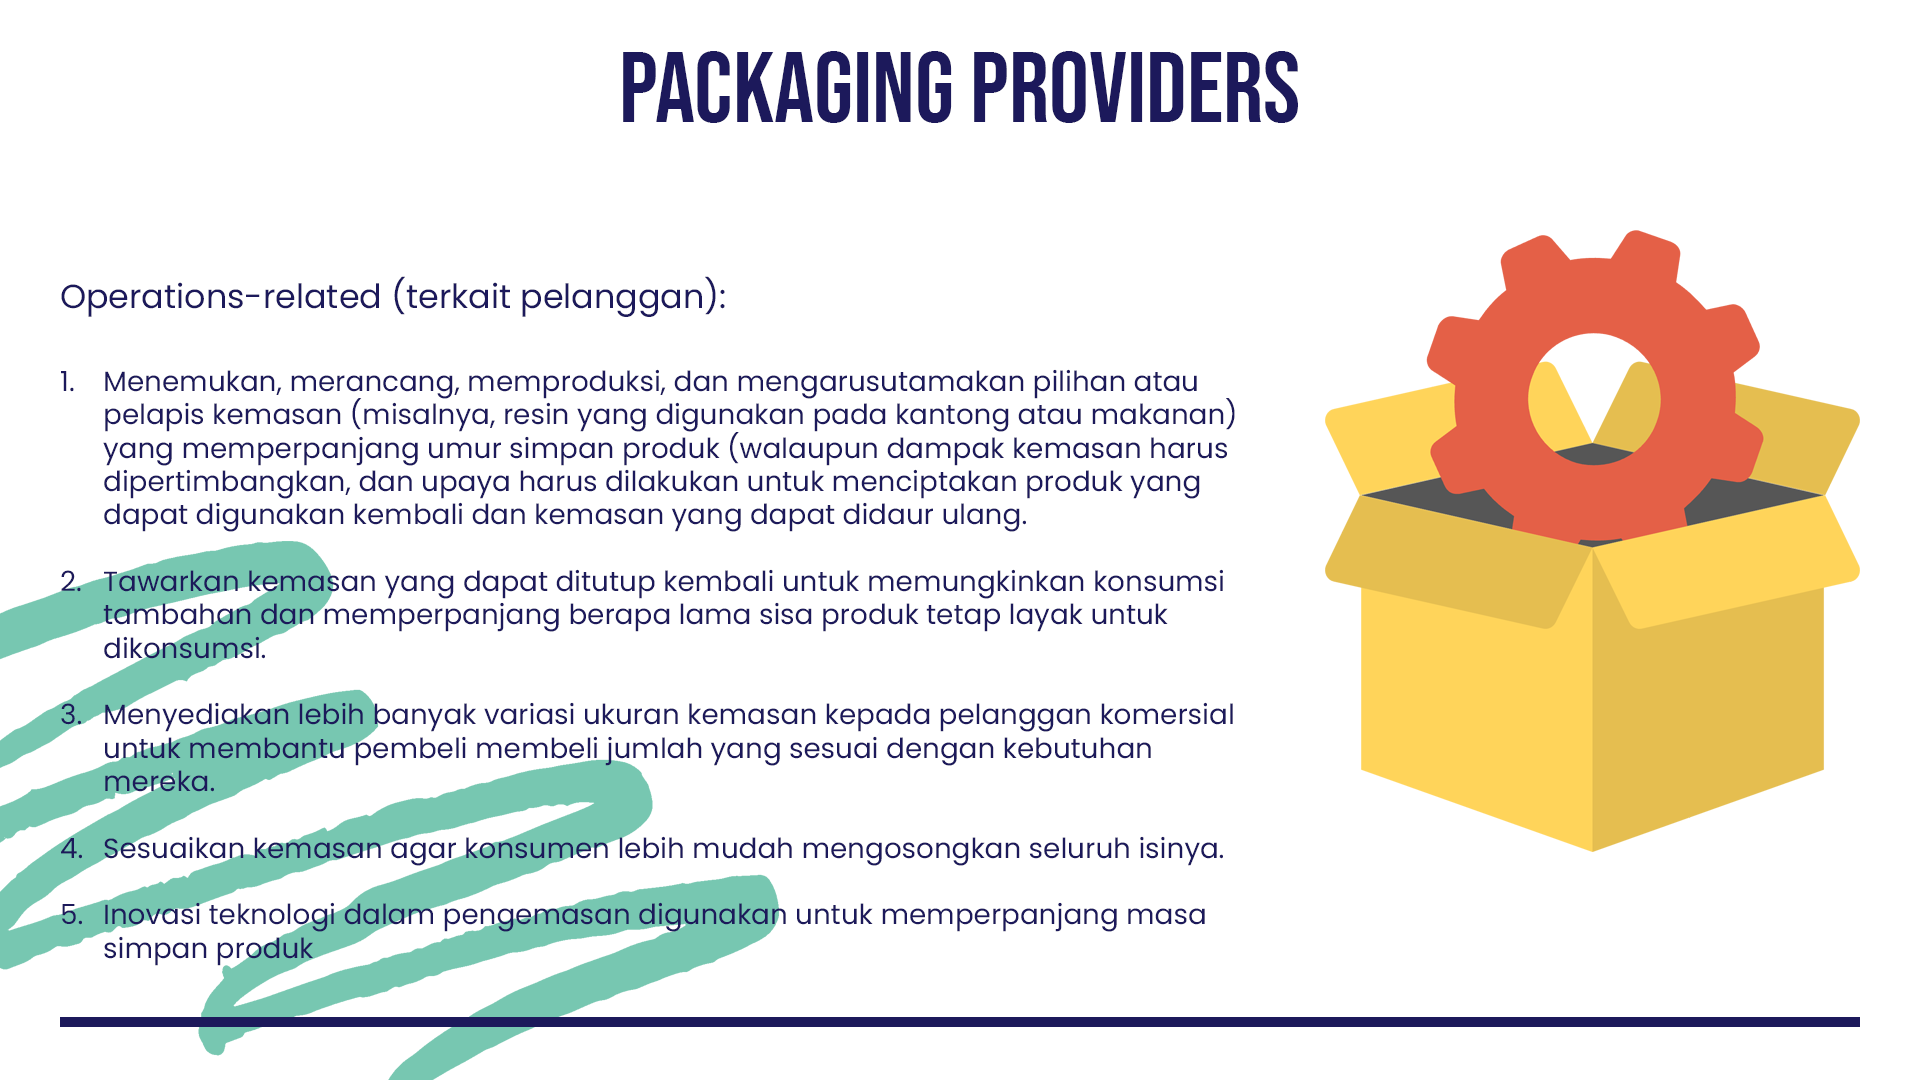 PACKAGING PROVIDERS
Operations-related (terkait pelanggan):
1. Menemukan, merancang, memproduksi, dan mengarusutamakan pilihan atau
pelapis kemasan (misalnya, resin yang digunakan pada kantong atau makanan)
yang memperpanjang umur simpan produk (walaupun dampak kemasan harus
dipertimbangkan, dan upaya harus dilakukan untuk menciptakan produk yang
dapat digunakan kembali dan kemasan yang dapat didaur ulang.
2. Tawarkan kemasan yang dapat ditutup kembali untuk memungkinkan konsumsi
tambahan dan memperpanjang berapa lama sisa produk tetap layak untuk
dikonsumsi.
3. Menyediakan lebih banyak variasi ukuran kemasan kepada pelanggan komersial
untuk membantu pembeli membeli jumlah yang sesuai dengan kebutuhan
mereka.
4. Sesuaikan kemasan agar konsumen lebih mudah mengosongkan seluruh isinya.
5. Inovasi teknologi dalam pengemasan digunakan untuk memperpanjang masa
simpan produk